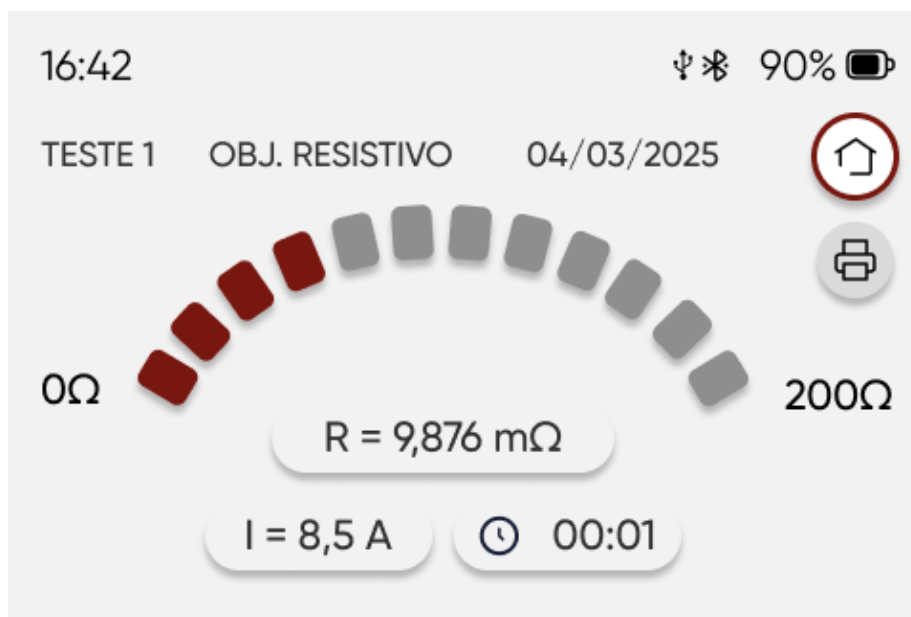 16:42 90%
TESTE 1 OBJ. RESISTIVO 04/03/2025
0Ω 200Ω
R = 9,876 mΩ
I = 8,5 A 00:01